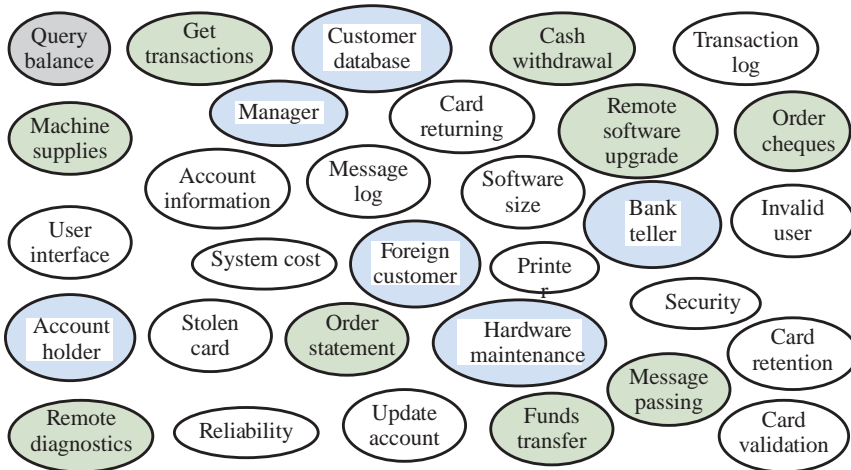 Query
balance
Get
transactions
Customer
database
Cash
withdrawal
Transaction
log
Machine
supplies
Manager
Card
returning
Remote
software
upgrade
Order
cheques
Account
information
Message
log
Software
size
Bank
teller
Invalid
user
User
interface
System cost
Foreign
customer
Printe
r
Security
Account
holder
Stolen
card
Order
statement
Hardware
maintenance
Card
retention
Message
passing
Remote
diagnostics
Reliability
Update
account
Funds
transfer
Card
validation